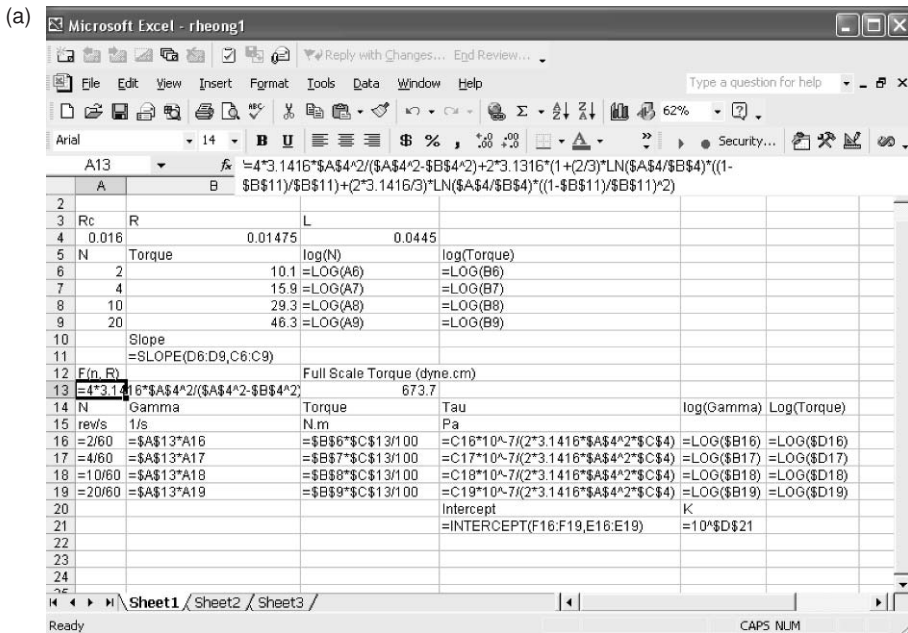 (a)
Microsoft Excel - rheong1
Reply with Changes... End Review...
File Edit View Insert Format Tools Data Window Help Type a question for help
62%
Arial 14 B U $ % , Security...
A13 fx '=4*3.1416*$A$4^2/($A$4^2-$B$4^2)+2*3.1316*(1+(2/3)*LN($A$4/$B$4)*((1-
$B$11)/$B$11)+(2*3.1416/3)*LN($A$4/$B$4)*((1-$B$11)/$B$11)^2)
A B
2
3 Rc R L
4 0.016 0.01475 0.0445
5 N Torque log(N) log(Torque)
6 2 10.1 =LOG(A6) =LOG(B6)
7 4 15.9 =LOG(A7) =LOG(B7)
8 10 29.3 =LOG(A8) =LOG(B8)
9 20 46.3 =LOG(A9) =LOG(B9)
10 Slope
11 =SLOPE(D6:D9,C6:C9)
12 F(n, R) Full Scale Torque (dyne.cm)
13 =4*3.1416*$A$4^2/($A$4^2-$B$4^2) 673.7
14 N Gamma Torque Tau log(Gamma) Log(Torque)
15 rev/s 1/s N.m Pa
16 =2/60 =$A$13*A16 =$B$6*$C$13/100 =C16*10^-7/(2*3.1416*$A$4^2*$C$4) =LOG($B16) =LOG($D16)
17 =4/60 =$A$13*A17 =$B$7*$C$13/100 =C17*10^-7/(2*3.1416*$A$4^2*$C$4) =LOG($B17) =LOG($D17)
18 =10/60 =$A$13*A18 =$B$8*$C$13/100 =C18*10^-7/(2*3.1416*$A$4^2*$C$4) =LOG($B18) =LOG($D18)
19 =20/60 =$A$13*A19 =$B$9*$C$13/100 =C19*10^-7/(2*3.1416*$A$4^2*$C$4) =LOG($B19) =LOG($D19)
20 Intercept K
21 =INTERCEPT(F16:F19,E16:E19) =10^$D$21
22
23
24
Sheet1 / Sheet2 / Sheet3 /
Ready CAPS NUM